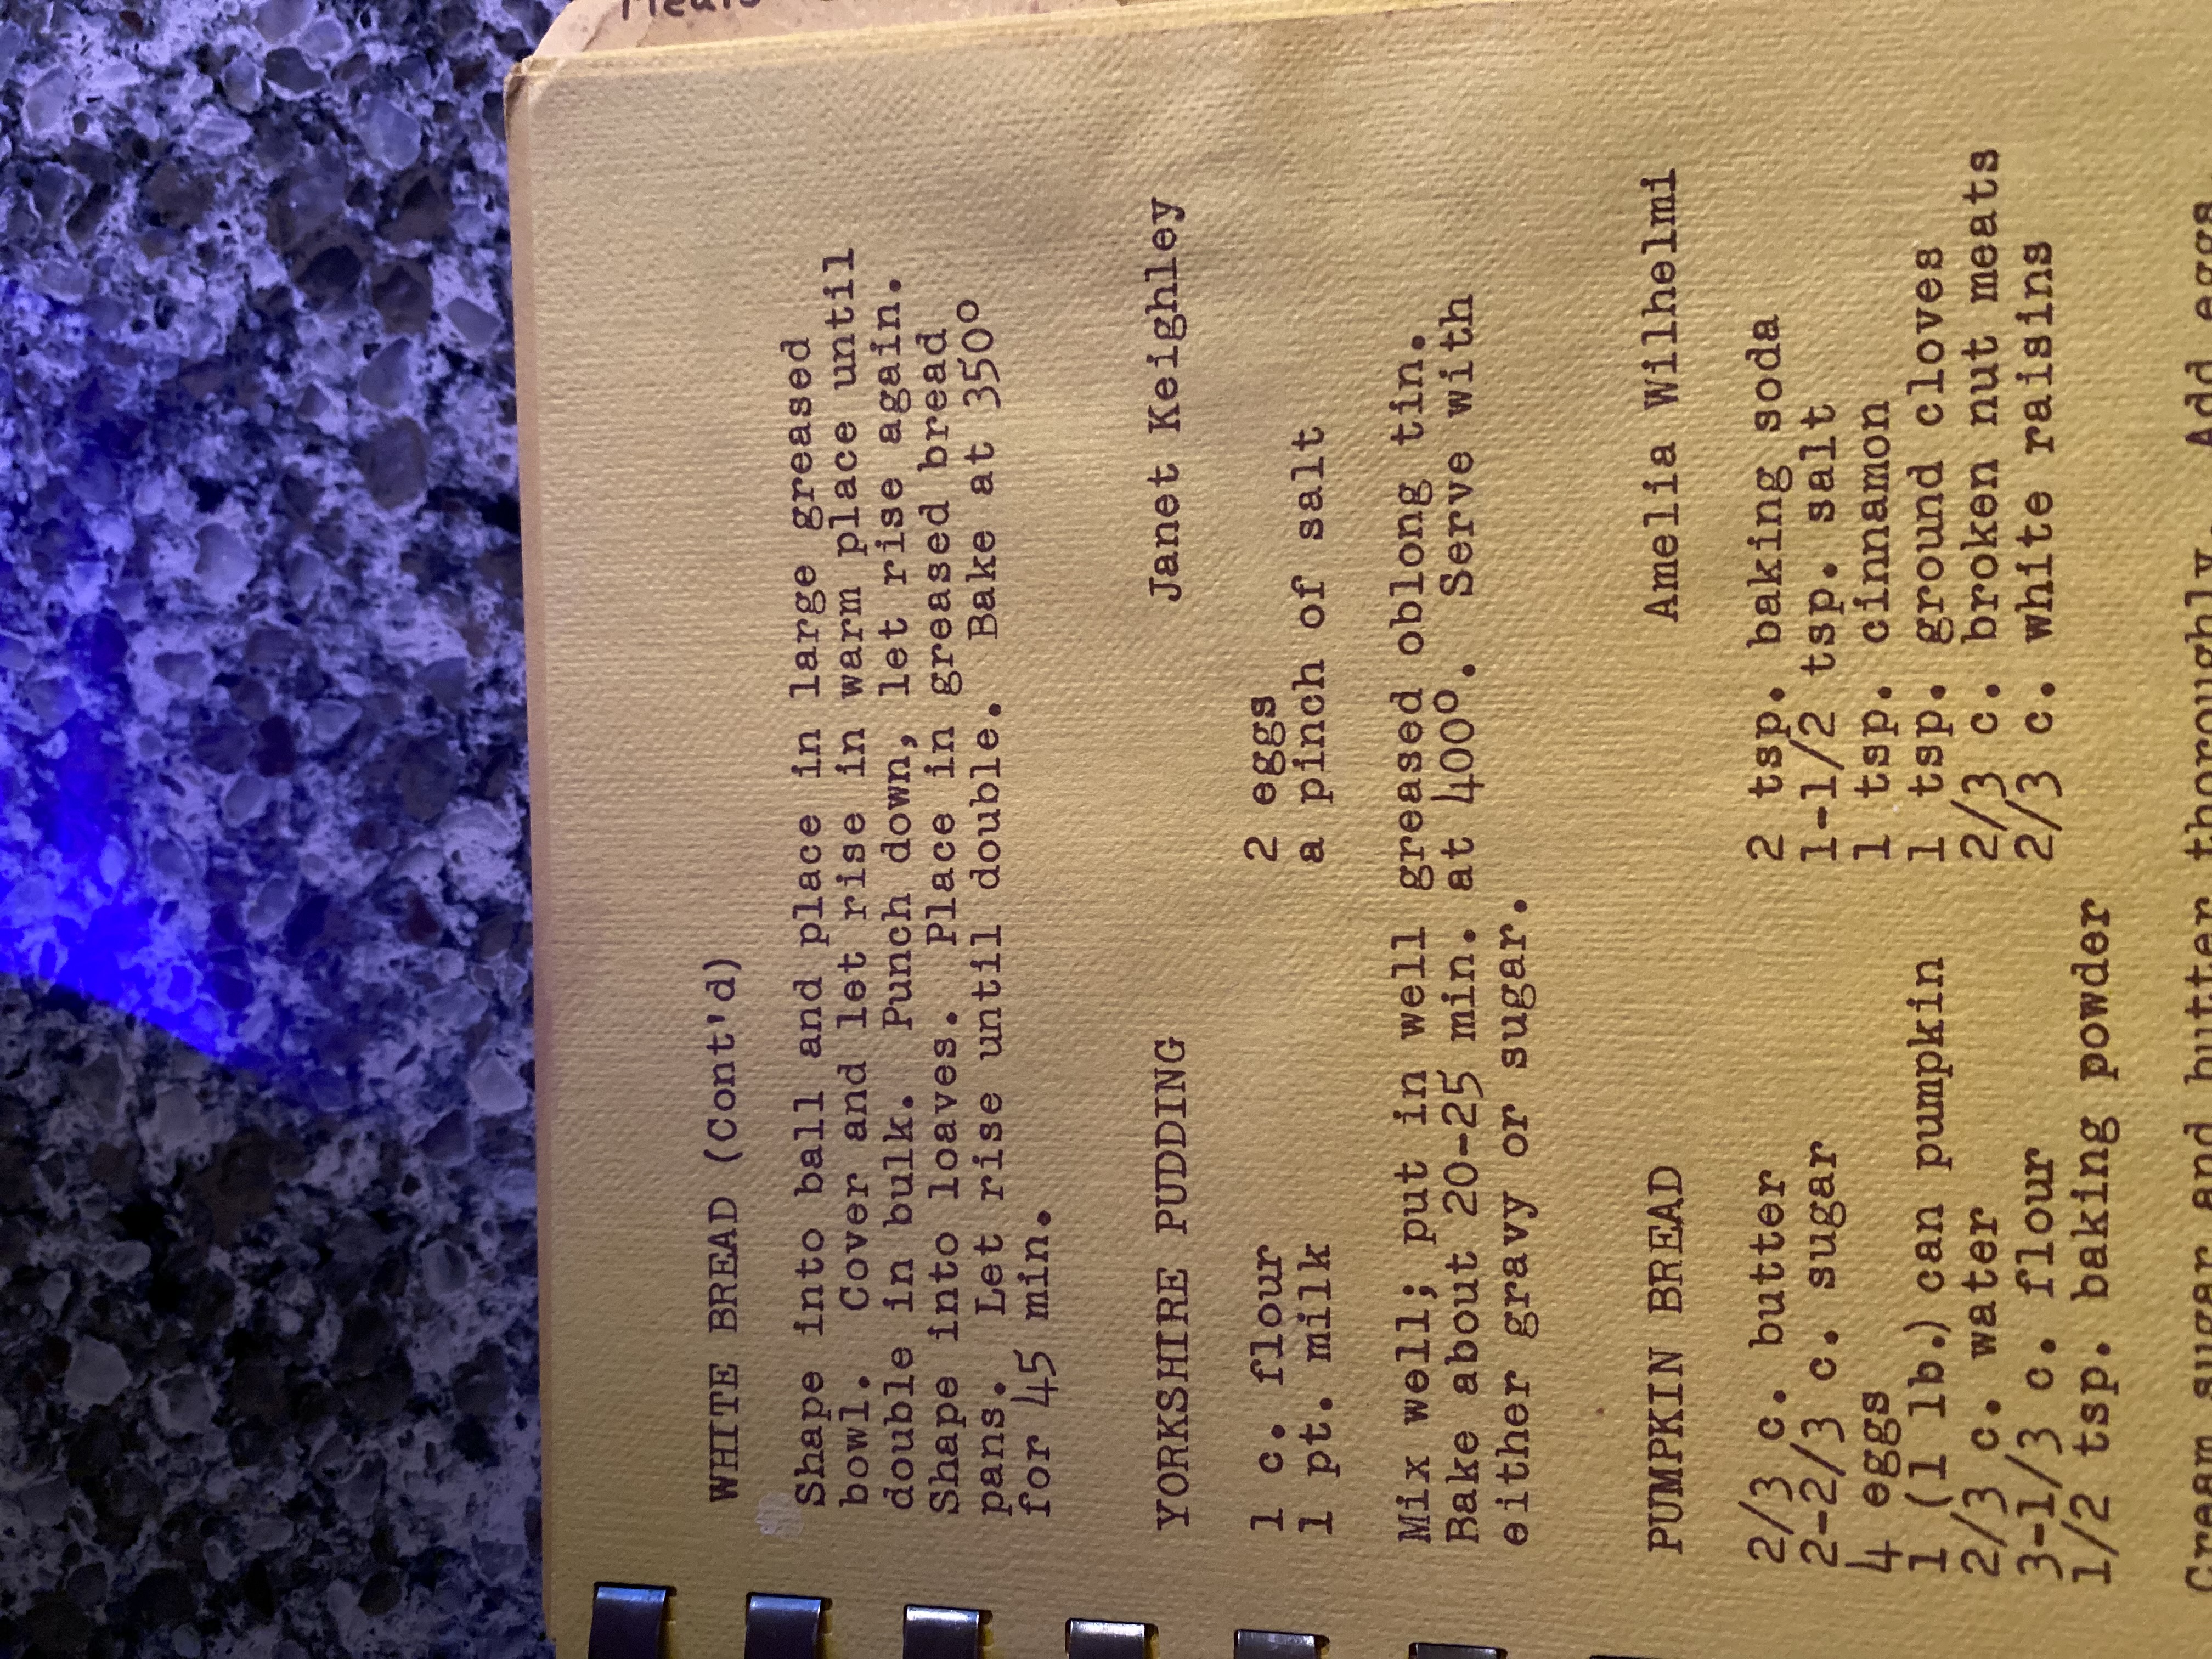 WHITE BREAD (Cont'd)
Shape into ball and place in large greased
bowl. Cover and let rise in warm place until
double in bulk. Punch down, let rise again.
Shape into loaves. Place in greased bread
pans. Let rise until double. Bake at 350º
for 45 min.
YORKSHIRE PUDDING Janet Keighley
1 c. flour 2 eggs
1 pt. milk a pinch of salt
Mix well; put in well greased oblong tin.
Bake about 20-25 min. at 400º. Serve with
either gravy or sugar.
PUMPKIN BREAD Amelia Wilhelmi
2/3 c. butter 2 tsp. baking soda
2-2/3 c. sugar 1-1/2 tsp. salt
4 eggs 1 tsp. cinnamon
1 (1 lb.) can pumpkin 1 tsp. ground cloves
2/3 c. water 2/3 c. broken nut meats
3-1/3 c. flour 2/3 c. white raisins
1/2 tsp. baking powder
Cream sugar and butter thoroughly. Add eggs